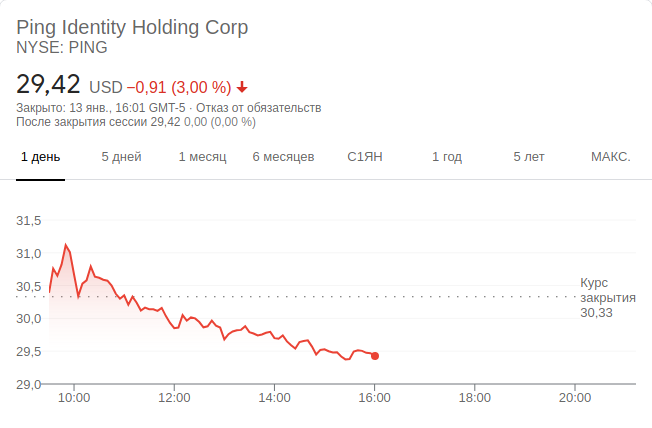 Ping Identity Holding Corp
NYSE: PING
29,42 USD −0,91 (3,00 %)
Закрыто: 13 янв., 16:01 GMT-5 · Отказ от обязательств
После закрытия сессии 29,42 0,00 (0,00 %)
1 день 5 дней 1 месяц 6 месяцев С1ЯН 1 год 5 лет МАКС.
31,5
31,0
30,5
30,0
29,5
29,0
Курс
закрытия
30,33
10:00 12:00 14:00 16:00 18:00 20:00